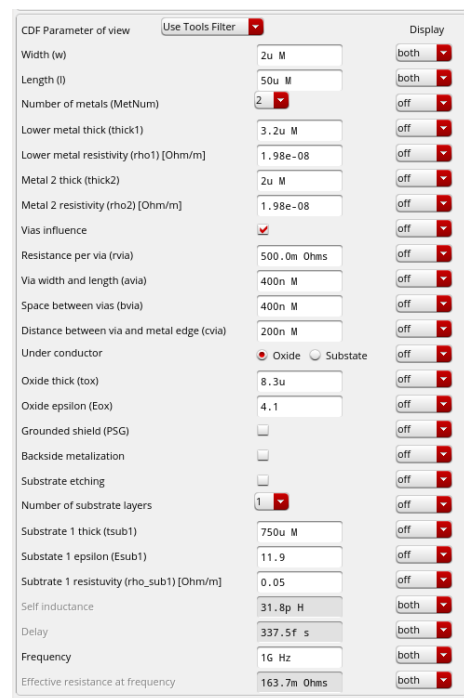 CDF Parameter of view Use Tools Filter Display
Width (w) 2u M both
Length (l) 50u M both
Number of metals (MetNum) 2 off
Lower metal thick (thick1) 3.2u M off
Lower metal resistivity (rho1) [Ohm/m] 1.98e-08 off
Metal 2 thick (thick2) 2u M off
Metal 2 resistivity (rho2) [Ohm/m] 1.98e-08 off
Vias influence off
Resistance per via (rvia) 500.0m Ohms off
Via width and length (avia) 400n M off
Space between vias (bvia) 400n M off
Distance between via and metal edge (cvia) 200n M off
Under conductor Oxide Substate off
Oxide thick (tox) 8.3u off
Oxide epsilon (Eox) 4.1 off
Grounded shield (PSG) off
Backside metalization off
Substrate etching off
Number of substrate layers 1 off
Substrate 1 thick (tsub1) 750u M off
Substate 1 epsilon (Esub1) 11.9 off
Subtrate 1 resistuvity (rho_sub1) [Ohm/m] 0.05 off
Self inductance 31.8p H both
Delay 337.5f s both
Frequency 1G Hz both
Effective resistance at frequency 163.7m Ohms both